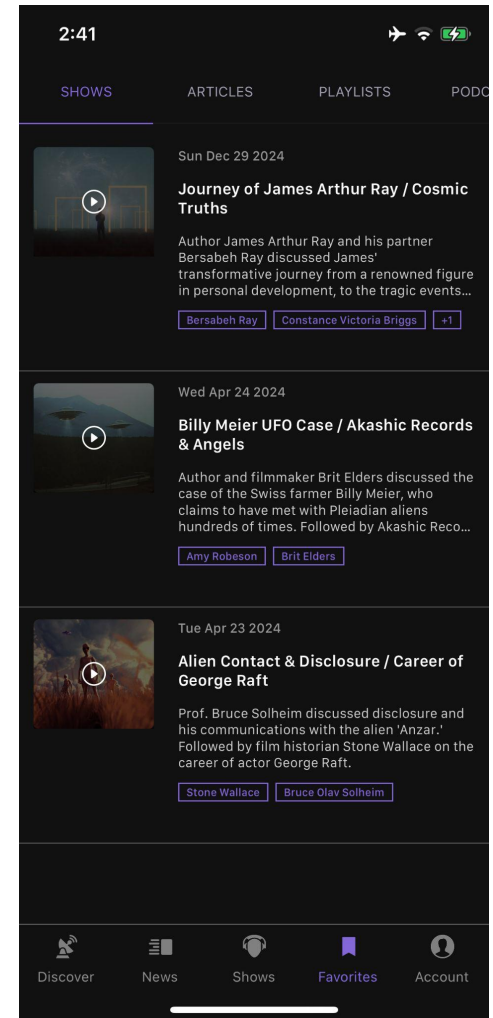 2:41
SHOWS
ARTICLES
PLAYLISTS
PODC
Sun Dec 29 2024
Journey of James Arthur Ray / Cosmic
Truths
Author James Arthur Ray and his partner
Bersabeh Ray discussed James'
transformative journey from a renowned figure
in personal development, to the tragic events...
Bersabeh Ray
Constance Victoria Briggs
+1
Wed Apr 24 2024
Billy Meier UFO Case / Akashic Records
& Angels
Author and filmmaker Brit Elders discussed the
case of the Swiss farmer Billy Meier, who
claims to have met with Pleiadian aliens
hundreds of times. Followed by Akashic Reco...
Amy Robeson
Brit Elders
Tue Apr 23 2024
Alien Contact & Disclosure / Career of
George Raft
Prof. Bruce Solheim discussed disclosure and
his communications with the alien 'Anzar.'
Followed by film historian Stone Wallace on the
career of actor George Raft.
Stone Wallace
Bruce Olav Solheim
Discover
News
Shows
Favorites
Account